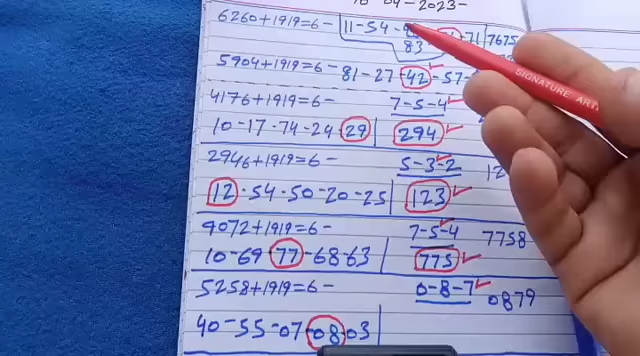 04-2023-
6260+1919=6- 11-54- 71 7675
83
5904+1919=6- 81-27-42-57-
4176+1919=6- 7-5-4
10-17-74-24-29 294
2946+1919=6- 5-3-2 12
12-54-50-20-25 123
9072+1919=6- 7-5-4 7758
10-69-77-68-63 775
5258+1919=6- 0-8-7 0879
40-55-07-08-03
SIGNATURE ART